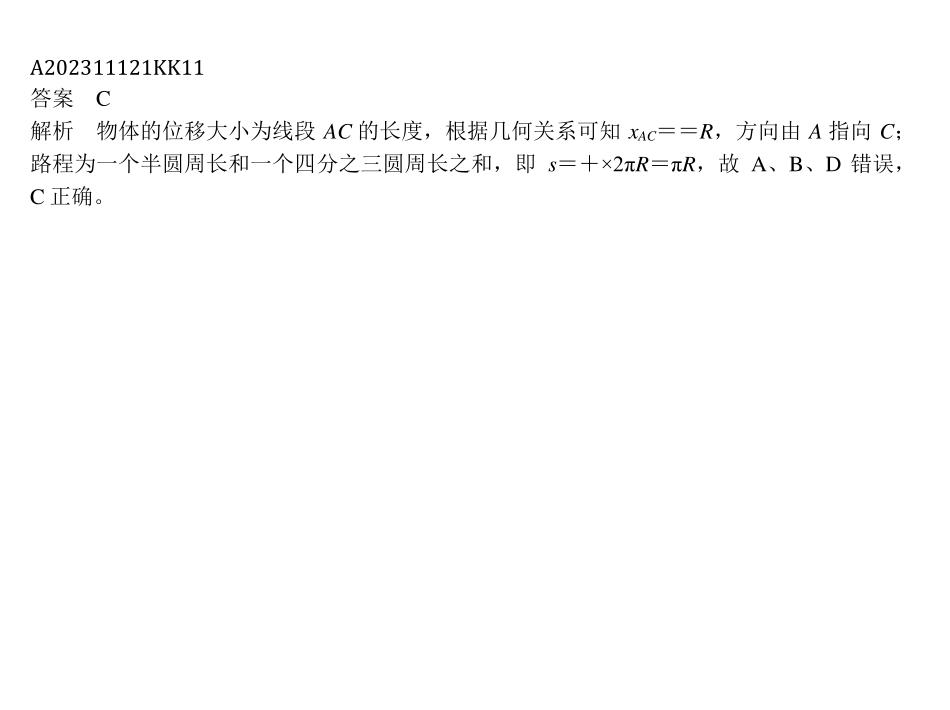 A202311121KK11
答案　C
解析　物体的位移大小为线段 AC 的长度，根据几何关系可知 xAC＝＝R，方向由 A 指向 C；
路程为一个半圆周长和一个四分之三圆周长之和，即 s＝＋×2πR＝πR，故 A、B、D 错误，
C 正确。